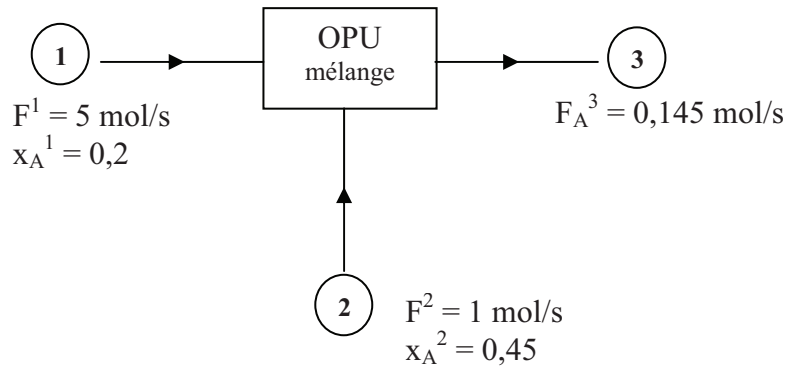 1
OPU
mélange
3
F¹ = 5 mol/s
x_A¹ = 0,2
F_A³ = 0,145 mol/s
2
F² = 1 mol/s
x_A² = 0,45